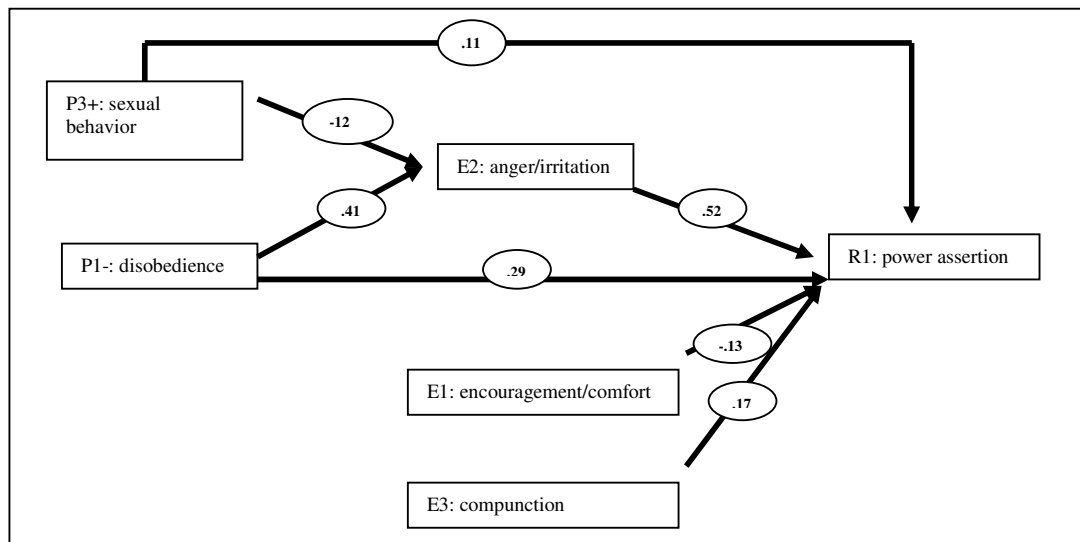 .11
P3+: sexual
behavior
-12
E2: anger/irritation
.41
.52
P1-: disobedience
R1: power assertion
.29
-.13
E1: encouragement/comfort
.17
E3: compunction